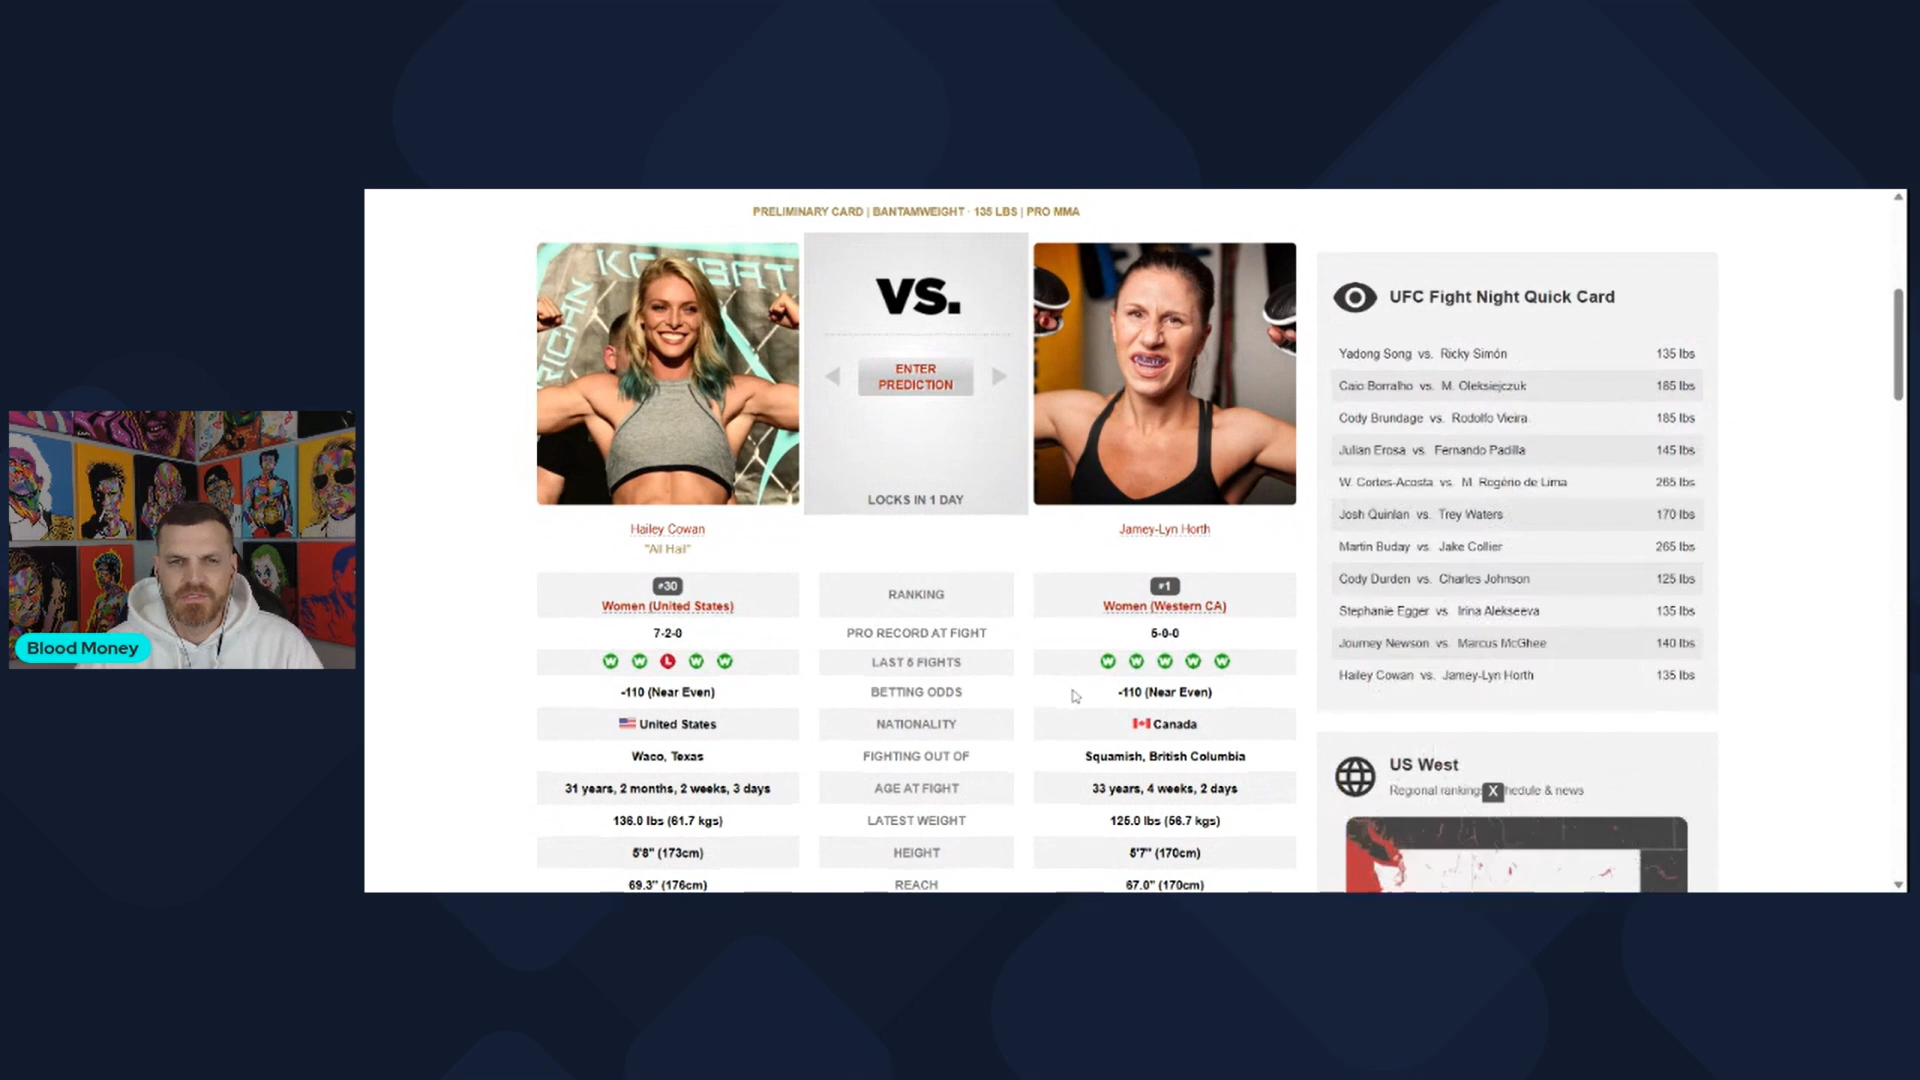 PRELIMINARY CARD | BANTAMWEIGHT · 135 LBS | PRO MMA
KOMBAT
RICAN
VS.
ENTER
PREDICTION
LOCKS IN 1 DAY
Hailey Cowan
"All Hail"
Jamey-Lyn Horth
#30
Women (United States)
RANKING
#1
Women (Western CA)
7-2-0
PRO RECORD AT FIGHT
5-0-0
W W L W W
LAST 5 FIGHTS
W W W W W
-110 (Near Even)
BETTING ODDS
-110 (Near Even)
United States
NATIONALITY
Canada
Waco, Texas
FIGHTING OUT OF
Squamish, British Columbia
31 years, 2 months, 2 weeks, 3 days
AGE AT FIGHT
33 years, 4 weeks, 2 days
136.0 lbs (61.7 kgs)
LATEST WEIGHT
125.0 lbs (56.7 kgs)
5'8" (173cm)
HEIGHT
5'7" (170cm)
69.3" (176cm)
REACH
67.0" (170cm)
UFC Fight Night Quick Card
Yadong Song vs. Ricky Simón 135 lbs
Caio Borralho vs. M. Oleksiejczuk 185 lbs
Cody Brundage vs. Rodolfo Vieira 185 lbs
Julian Erosa vs. Fernando Padilla 145 lbs
W. Cortes-Acosta vs. M. Rogério de Lima 265 lbs
Josh Quinlan vs. Trey Waters 170 lbs
Martin Buday vs. Jake Collier 265 lbs
Cody Durden vs. Charles Johnson 125 lbs
Stephanie Egger vs. Irina Alekseeva 135 lbs
Journey Newson vs. Marcus McGhee 140 lbs
Hailey Cowan vs. Jamey-Lyn Horth 135 lbs
US West
Regional rankings X hedule & news
Blood Money